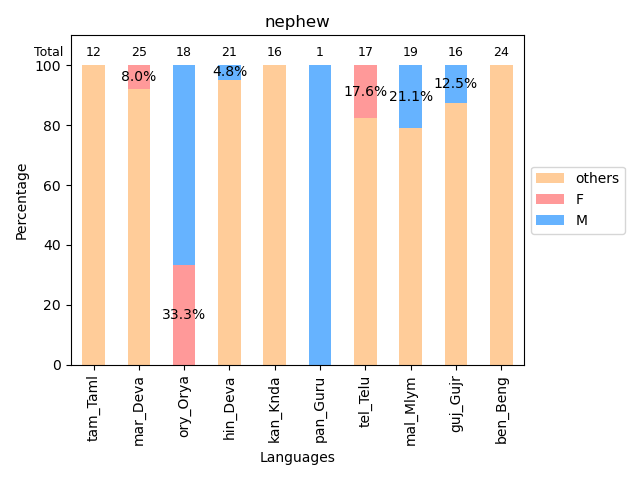 nephew
Total 12 25 18 21 16 1 17 19 16 24
100
80
60
40
20
0
Percentage
8.0%
33.3%
4.8%
17.6%
21.1%
12.5%
tam_Taml
mar_Deva
ory_Orya
hin_Deva
kan_Knda
pan_Guru
tel_Telu
mal_Mlym
guj_Gujr
ben_Beng
Languages
others
F
M